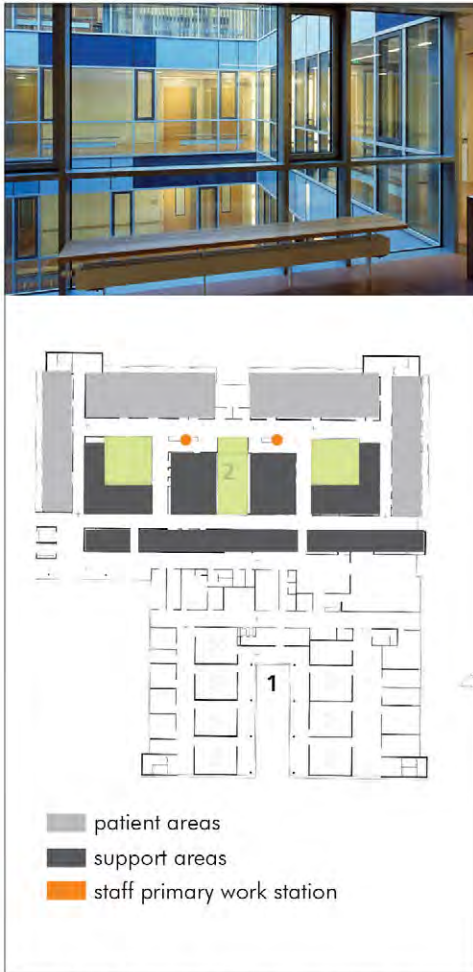 2
1
patient areas
support areas
staff primary work station